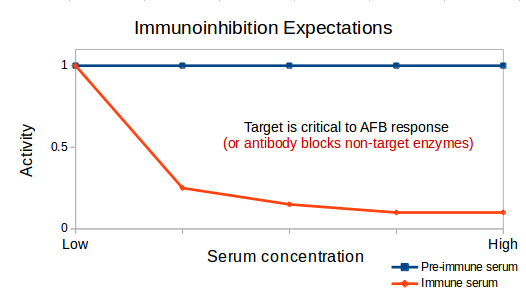 Immunoinhibition Expectations
1
Target is critical to AFB response
(or antibody blocks non-target enzymes)
0.5
Activity
0
Low
High
Serum concentration
Pre-immune serum
Immune serum